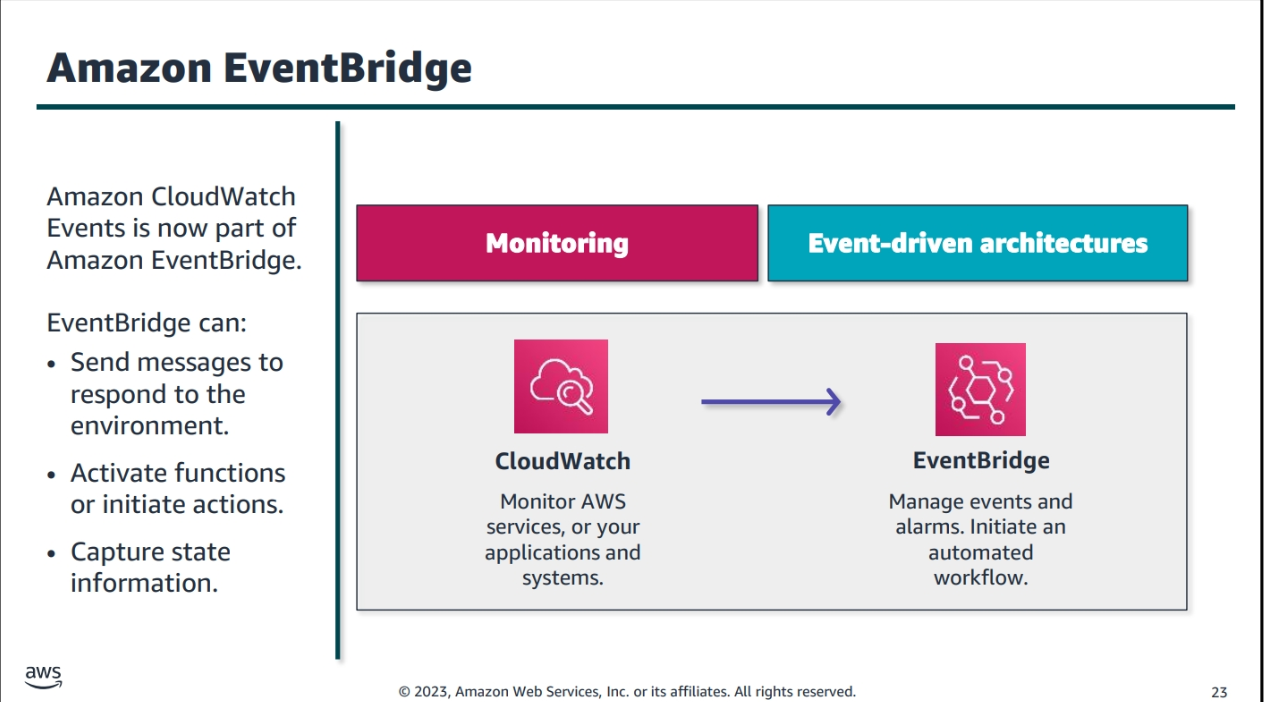 Amazon EventBridge
Amazon CloudWatch
Events is now part of
Amazon EventBridge.
EventBridge can:
• Send messages to
respond to the
environment.
• Activate functions
or initiate actions.
• Capture state
information.
Monitoring
Event-driven architectures
CloudWatch
Monitor AWS
services, or your
applications and
systems.
EventBridge
Manage events and
alarms. Initiate an
automated
workflow.
aws
© 2023, Amazon Web Services, Inc. or its affiliates. All rights reserved.
23